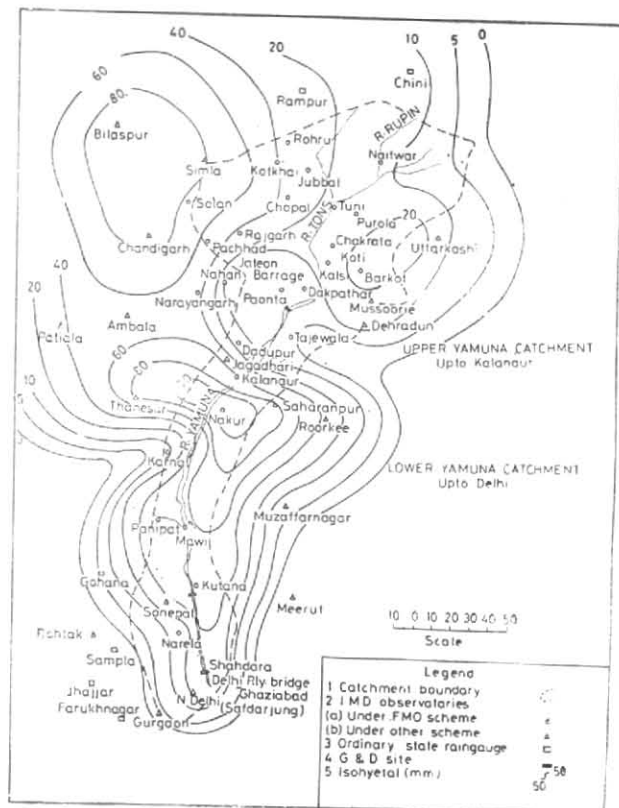 40
20
10
5
0
60
80.
Chini
Rampur
Bilaspur
R.RUPIN
Rohru
Naitwar
Simla
Kotkhai
Jubbal
Solan
Chopal
Tuni
Purola
20
R.TONS
Rajgarh
Chakrata
Uttarkashi
Chandigarh
Pachhad
Koti
Jateon
Kalsi
Barkot
40
Nahan
Barrage
20
Narayangarh
Paonta
Dakpathar
Mussoorie
Ambala
Dehradun
Patiala
Tajewala
UPPER YAMUNA CATCHMENT
Upto Kalanaur
60
Dadupur
Jagadhari
Kalanaur
10
80
Thanesar
Saharanpur
Nakur
Roorkee
R.YAMUNA
Karnal
LOWER YAMUNA CATCHMENT
Upto Delhi
Muzaffarnagar
Panipat
Mawi
Gohana
Kutana
Sonepat
Meerut
10 0 10 20 30 40 50
Scale
Narela
Sampla
Shahdara
Delhi Rly bridge
Ghaziabad
Jhajjar
N Delhi
(Safdarjung)
Farukhnagar
Gurgaon
Legend
1 Catchment boundary
2 IMD observatories
(a) Under FMO scheme
(b) Under other scheme
3 Ordinary state raingauge
4 G & D site
5 Isohyetal (mm)
50
50